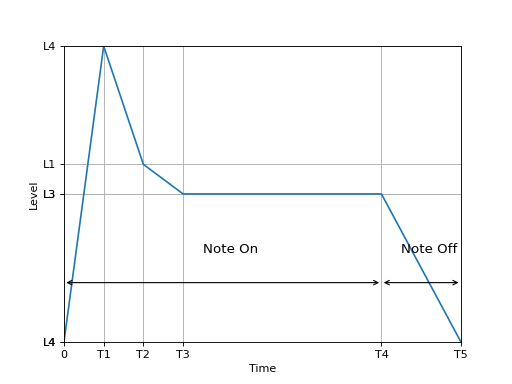 L4
L1
L3
L4
Level
Note On
Note Off
0 T1 T2 T3 T4 T5
Time